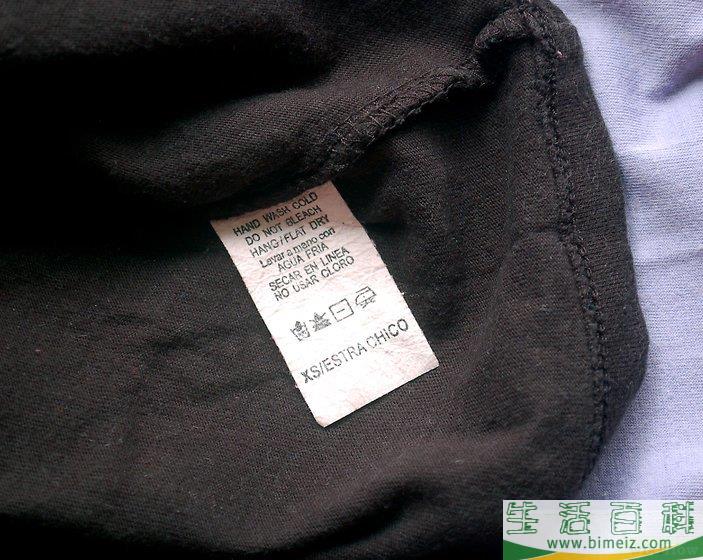 HAND WASH COLD
DO NOT BLEACH
HANG/FLAT DRY
Lavar a mano con
AGUA FRIA
SECAR EN LINEA
NO USAR CLORO
XS/ESTRA CHICO
生活百科
www.bimeiz.com